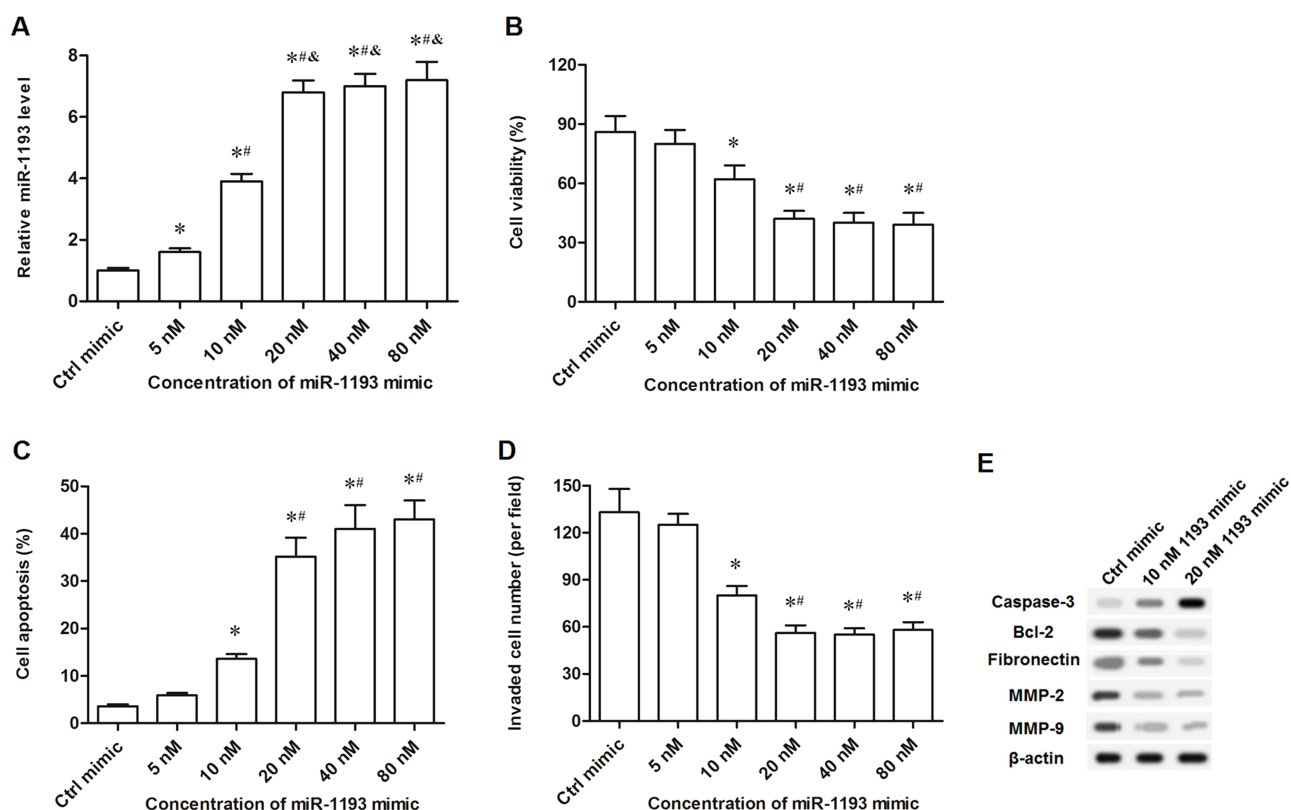 A
Relative miR-1193 level
8
6
4
2
0
*
*#
*#&
*#&
*#&
Ctrl mimic
5 nM
10 nM
20 nM
40 nM
80 nM
Concentration of miR-1193 mimic
B
Cell viability (%)
120
90
60
30
0
*
*#
*#
*#
Ctrl mimic
5 nM
10 nM
20 nM
40 nM
80 nM
Concentration of miR-1193 mimic
C
Cell apoptosis (%)
50
40
30
20
10
0
*
*#
*#
*#
Ctrl mimic
5 nM
10 nM
20 nM
40 nM
80 nM
Concentration of miR-1193 mimic
D
Invaded cell number (per field)
150
120
90
60
30
0
*
*#
*#
*#
Ctrl mimic
5 nM
10 nM
20 nM
40 nM
80 nM
Concentration of miR-1193 mimic
E
Ctrl mimic
10 nM 1193 mimic
20 nM 1193 mimic
Caspase-3
Bcl-2
Fibronectin
MMP-2
MMP-9
β-actin